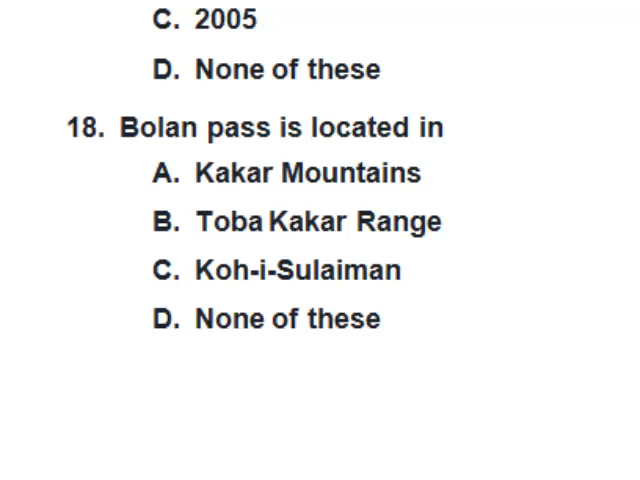 C. 2005
D. None of these
18. Bolan pass is located in
A. Kakar Mountains
B. Toba Kakar Range
C. Koh-i-Sulaiman
D. None of these